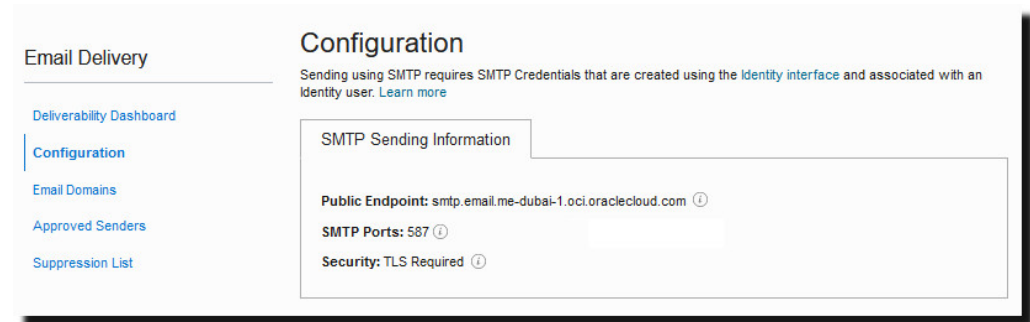 Email Delivery
Deliverability Dashboard
Configuration
Email Domains
Approved Senders
Suppression List
Configuration
Sending using SMTP requires SMTP Credentials that are created using the Identity interface and associated with an
Identity user. Learn more
SMTP Sending Information
Public Endpoint: smtp.email.me-dubai-1.oci.oraclecloud.com
SMTP Ports: 587
Security: TLS Required